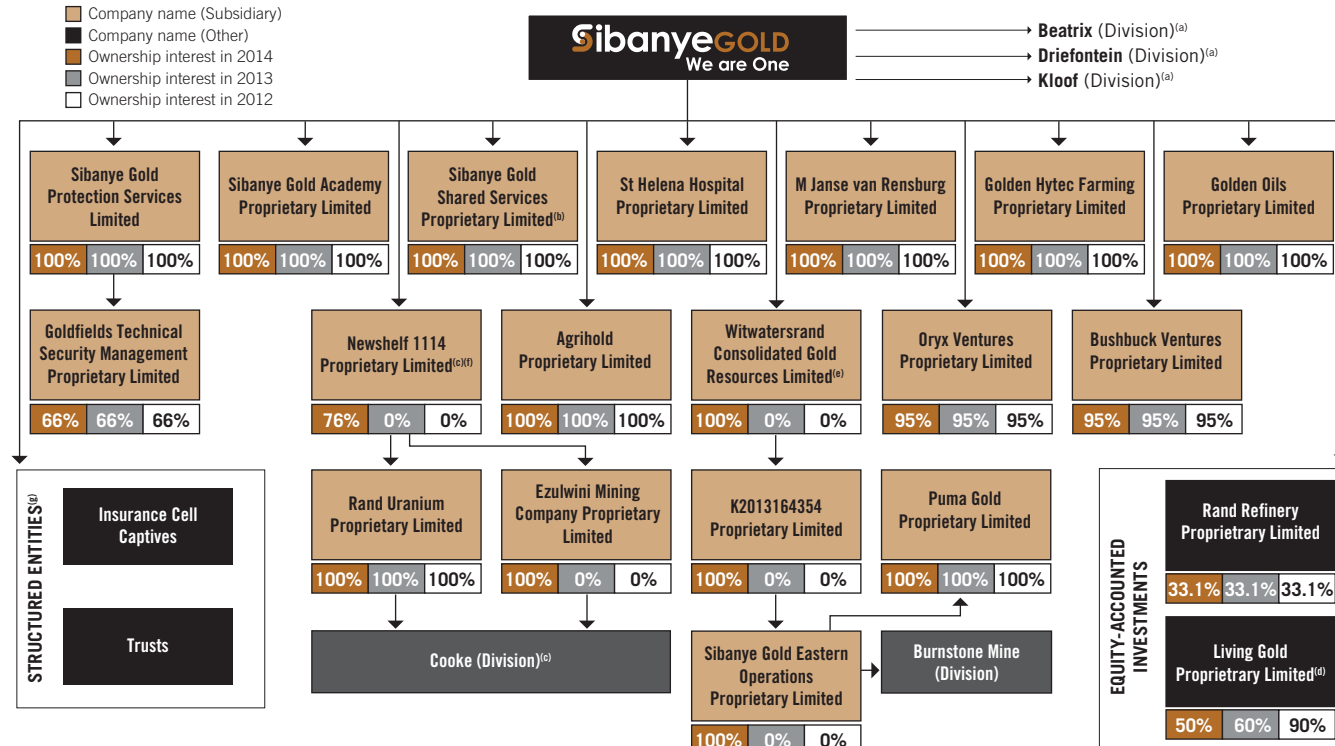 Company name (Subsidiary)
Company name (Other)
Ownership interest in 2014
Ownership interest in 2013
Ownership interest in 2012
SibanyeGOLD
We are One
Beatrix (Division)(a)
Driefontein (Division)(a)
Kloof (Division)(a)
Sibanye Gold
Protection Services
Limited
100% 100% 100%
Sibanye Gold Academy
Proprietary Limited
100% 100% 100%
Sibanye Gold
Shared Services
Proprietary Limited(b)
100% 100% 100%
St Helena Hospital
Proprietary Limited
100% 100% 100%
M Janse van Rensburg
Proprietary Limited
100% 100% 100%
Golden Hytec Farming
Proprietary Limited
100% 100% 100%
Golden Oils
Proprietary Limited
100% 100% 100%
Goldfields Technical
Security Management
Proprietary Limited
66% 66% 66%
Newshelf 1114
Proprietary Limited(c)(f)
76% 0% 0%
Agrihold
Proprietary Limited
100% 100% 100%
Witwatersrand
Consolidated Gold
Resources Limited(e)
100% 0% 0%
Oryx Ventures
Proprietary Limited
95% 95% 95%
Bushbuck Ventures
Proprietary Limited
95% 95% 95%
STRUCTURED ENTITIES(g)
Insurance Cell
Captives
Trusts
Rand Uranium
Proprietary Limited
100% 100% 100%
Ezulwini Mining
Company Proprietary
Limited
100% 0% 0%
K2013164354
Proprietary Limited
100% 0% 0%
Puma Gold
Proprietary Limited
100% 100% 100%
Cooke (Division)(c)
Sibanye Gold Eastern
Operations
Proprietary Limited
100% 0% 0%
Burnstone Mine
(Division)
EQUITY-ACCOUNTED
INVESTMENTS
Rand Refinery
Proprietrary Limited
33.1% 33.1% 33.1%
Living Gold
Proprietrary Limited(d)
50% 60% 90%